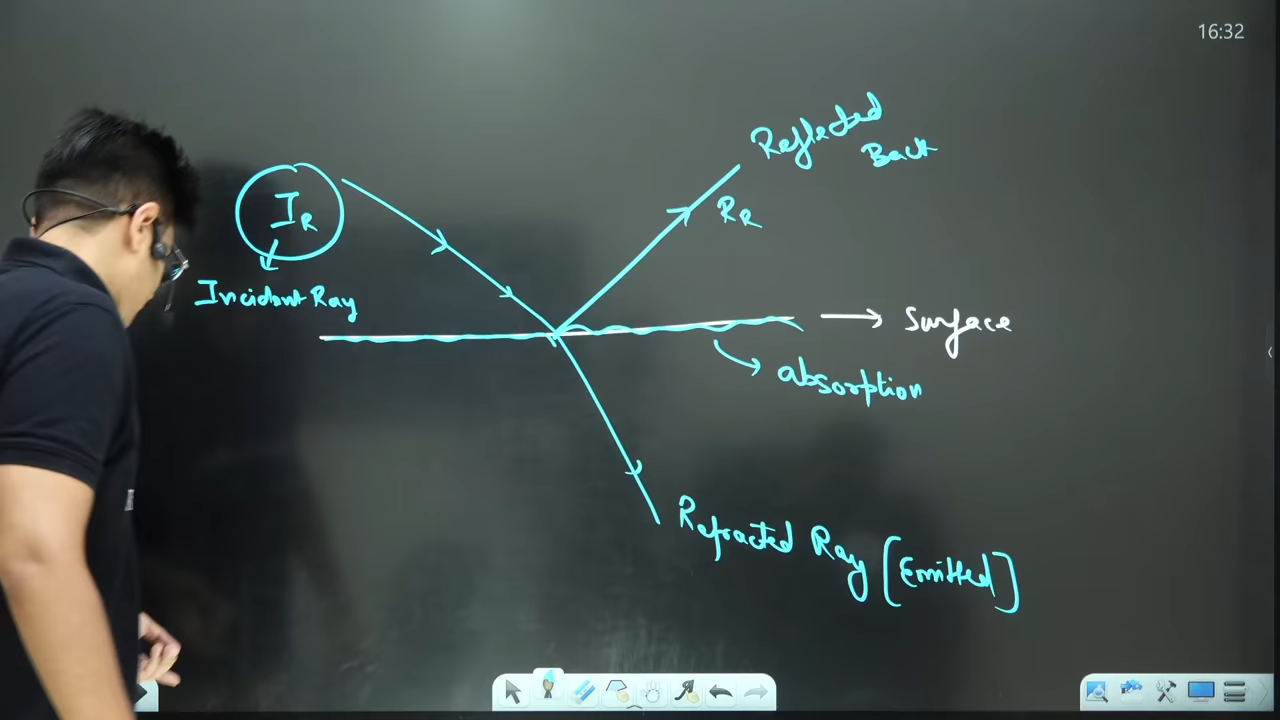 16:32
Reflected
Back
IR
RR
Incident Ray
Surface
absorption
Refracted Ray [Emitted]